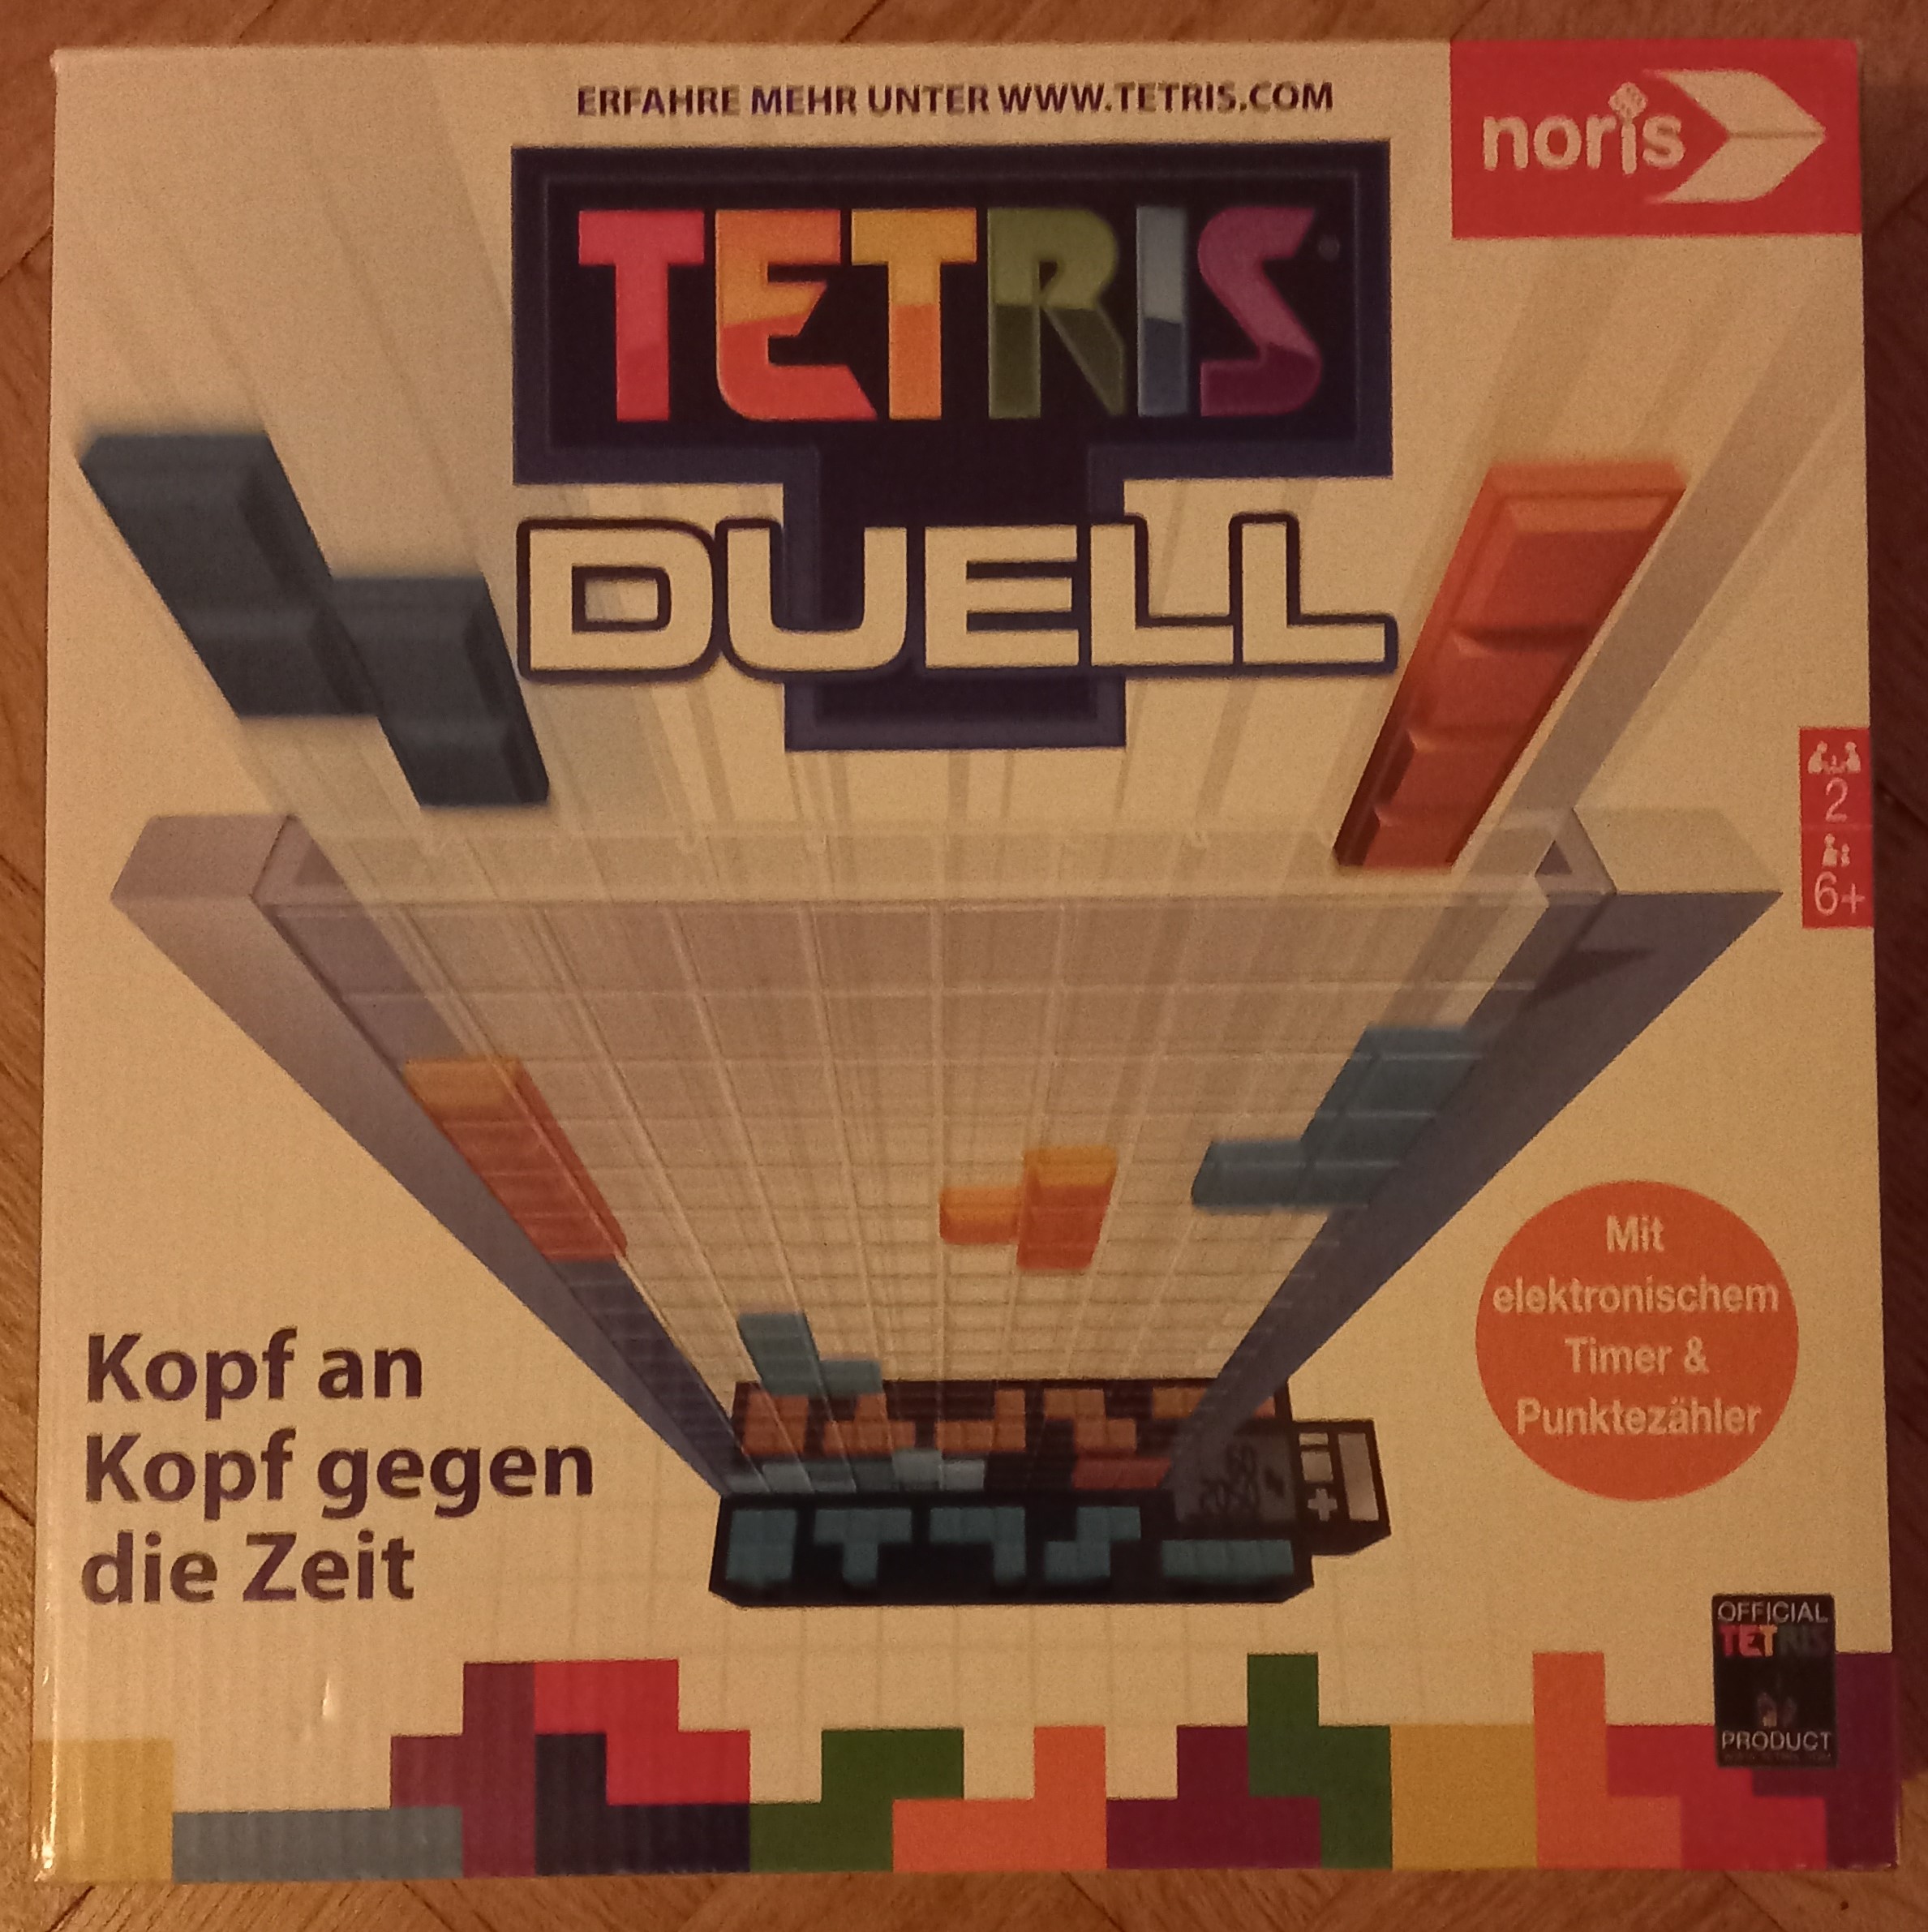 ERFAHRE MEHR UNTER WWW.TETRIS.COM
noris
TETRIS
DUELL
2
6+
Mit
elektronischem
Timer &
Punktezähler
Kopf an
Kopf gegen
die Zeit
OFFICIAL
TETRIS
PRODUCT